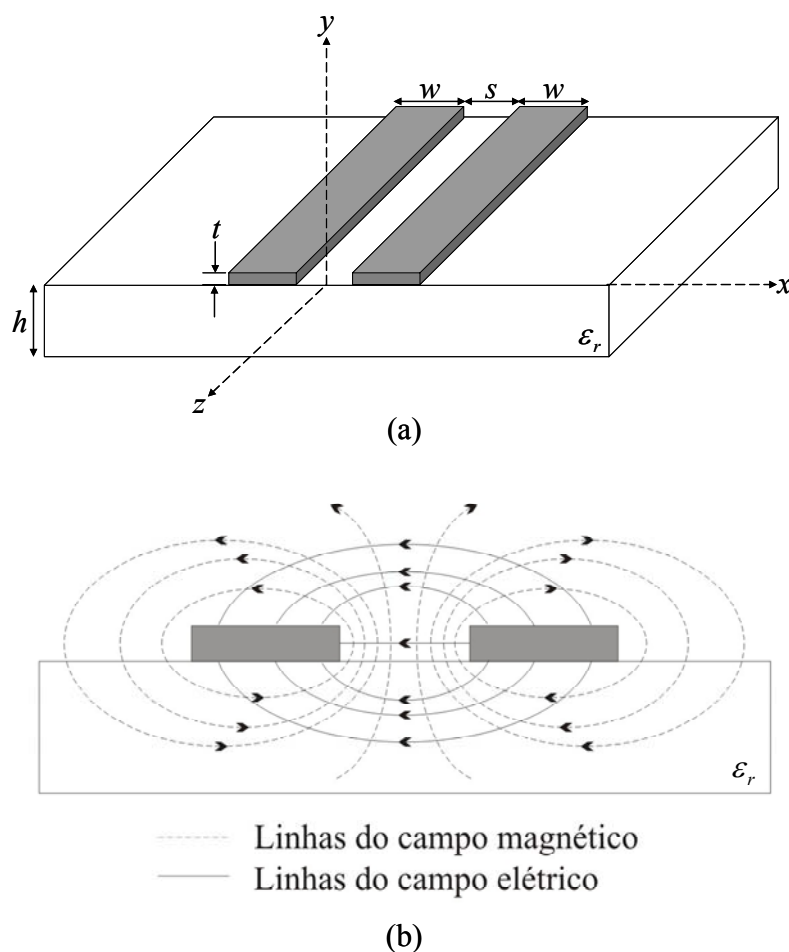 y
w s w
t
x
h
εr
z
(a)
εr
Linhas do campo magnético
Linhas do campo elétrico
(b)